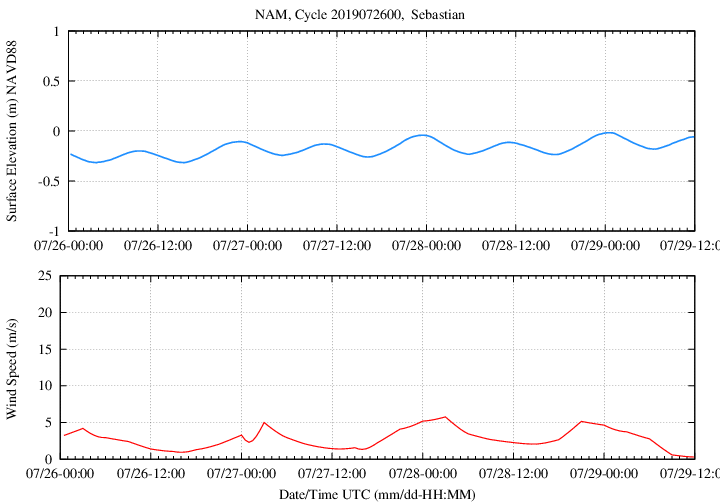 NAM, Cycle 2019072600,  Sebastian
Surface Elevation (m) NAVD88
1
0.5
0
-0.5
-1
07/26-00:00 07/26-12:00 07/27-00:00 07/27-12:00 07/28-00:00 07/28-12:00 07/29-00:00 07/29-12:0
Wind Speed (m/s)
25
20
15
10
5
0
07/26-00:00 07/26-12:00 07/27-00:00 07/27-12:00 07/28-00:00 07/28-12:00 07/29-00:00 07/29-12:0
Date/Time UTC (mm/dd-HH:MM)